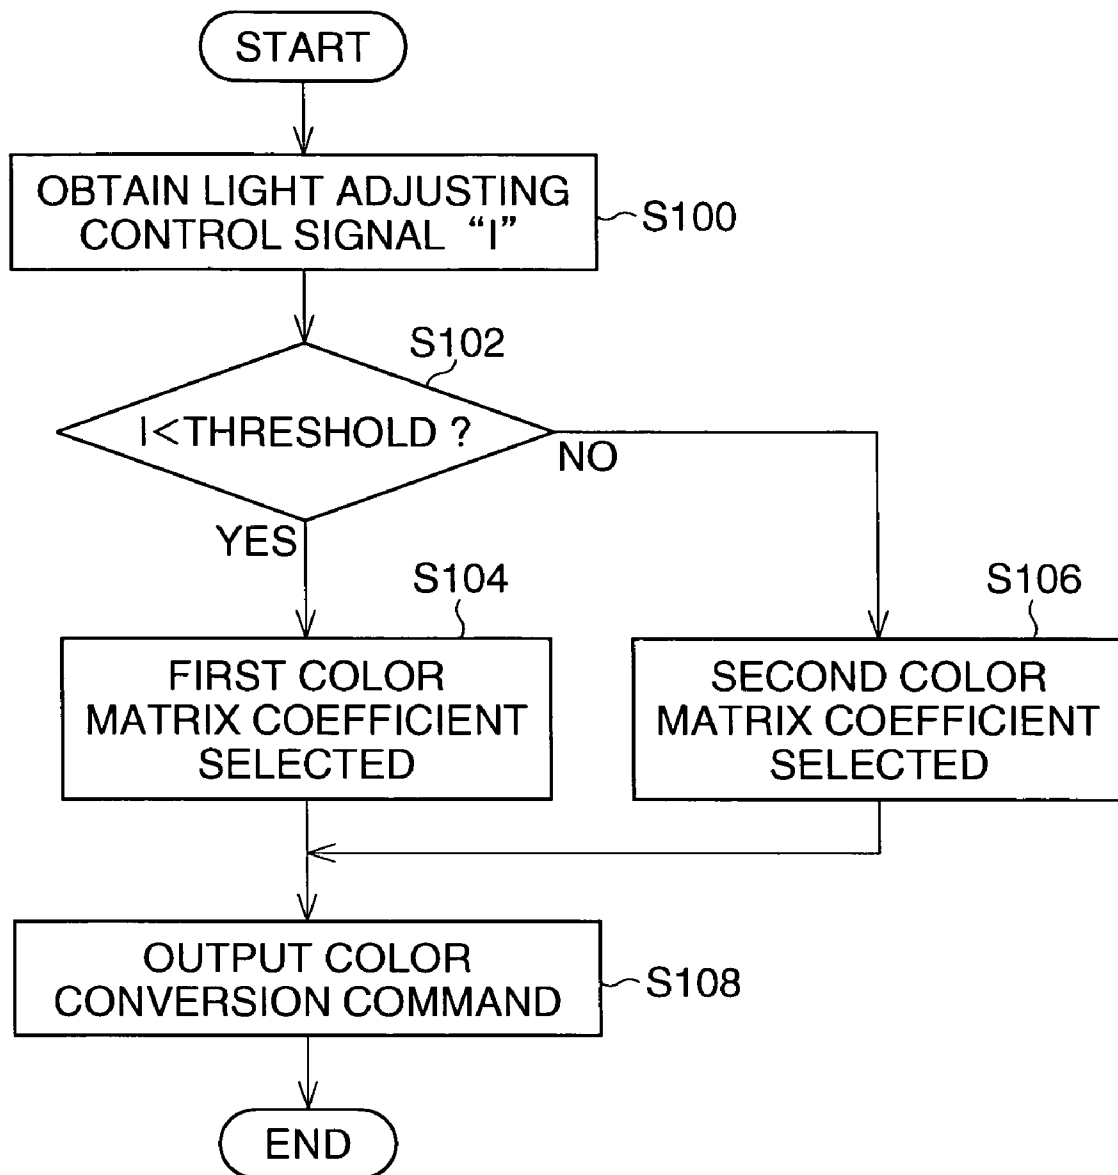 START
OBTAIN LIGHT ADJUSTING
CONTROL SIGNAL “I”
S100
S102
I<THRESHOLD ?
NO
YES
S104
S106
FIRST COLOR
MATRIX COEFFICIENT
SELECTED
SECOND COLOR
MATRIX COEFFICIENT
SELECTED
OUTPUT COLOR
CONVERSION COMMAND
S108
END